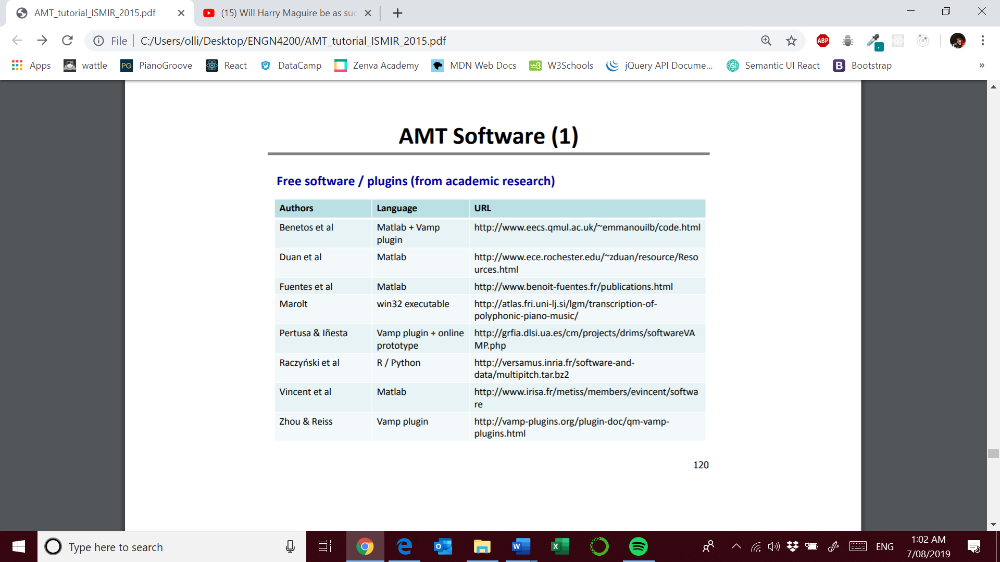 AMT_tutorial_ISMIR_2015.pdf
(15) Will Harry Maguire be as suc
File
C:/Users/olli/Desktop/ENGN4200/AMT_tutorial_ISMIR_2015.pdf
ABP
Apps
wattle
PG
PianoGroove
React
DataCamp
Zenva Academy
MDN Web Docs
W3Schools
jQuery API Docume...
Semantic UI React
B
Bootstrap
»
AMT Software (1)
Free software / plugins (from academic research)
Authors
Language
URL
Benetos et al
Matlab + Vamp
plugin
http://www.eecs.qmul.ac.uk/~emmanouilb/code.html
Duan et al
Matlab
http://www.ece.rochester.edu/~zduan/resource/Reso
urces.html
Fuentes et al
Matlab
http://www.benoit-fuentes.fr/publications.html
Marolt
win32 executable
http://atlas.fri.uni-lj.si/lgm/transcription-of-
polyphonic-piano-music/
Pertusa & Iñesta
Vamp plugin + online
prototype
http://grfia.dlsi.ua.es/cm/projects/drims/softwareVA
MP.php
Raczyński et al
R / Python
http://versamus.inria.fr/software-and-
data/multipitch.tar.bz2
Vincent et al
Matlab
http://www.irisa.fr/metiss/members/evincent/softwa
re
Zhou & Reiss
Vamp plugin
http://vamp-plugins.org/plugin-doc/qm-vamp-
plugins.html
120
Type here to search
ENG
1:02 AM
7/08/2019